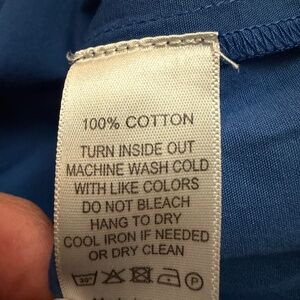 100% COTTON
TURN INSIDE OUT
MACHINE WASH COLD
WITH LIKE COLORS
DO NOT BLEACH
HANG TO DRY
COOL IRON IF NEEDED
OR DRY CLEAN